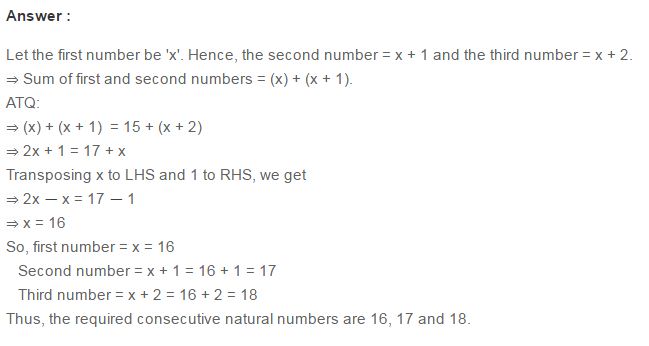 Answer :
Let the first number be 'x'. Hence, the second number = x + 1 and the third number = x + 2.
⇒ Sum of first and second numbers = (x) + (x + 1).
ATQ:
⇒ (x) + (x + 1)  = 15 + (x + 2)
⇒ 2x + 1 = 17 + x
Transposing x to LHS and 1 to RHS, we get
⇒ 2x — x = 17 — 1
⇒ x = 16
So, first number = x = 16
Second number = x + 1 = 16 + 1 = 17
Third number = x + 2 = 16 + 2 = 18
Thus, the required consecutive natural numbers are 16, 17 and 18.